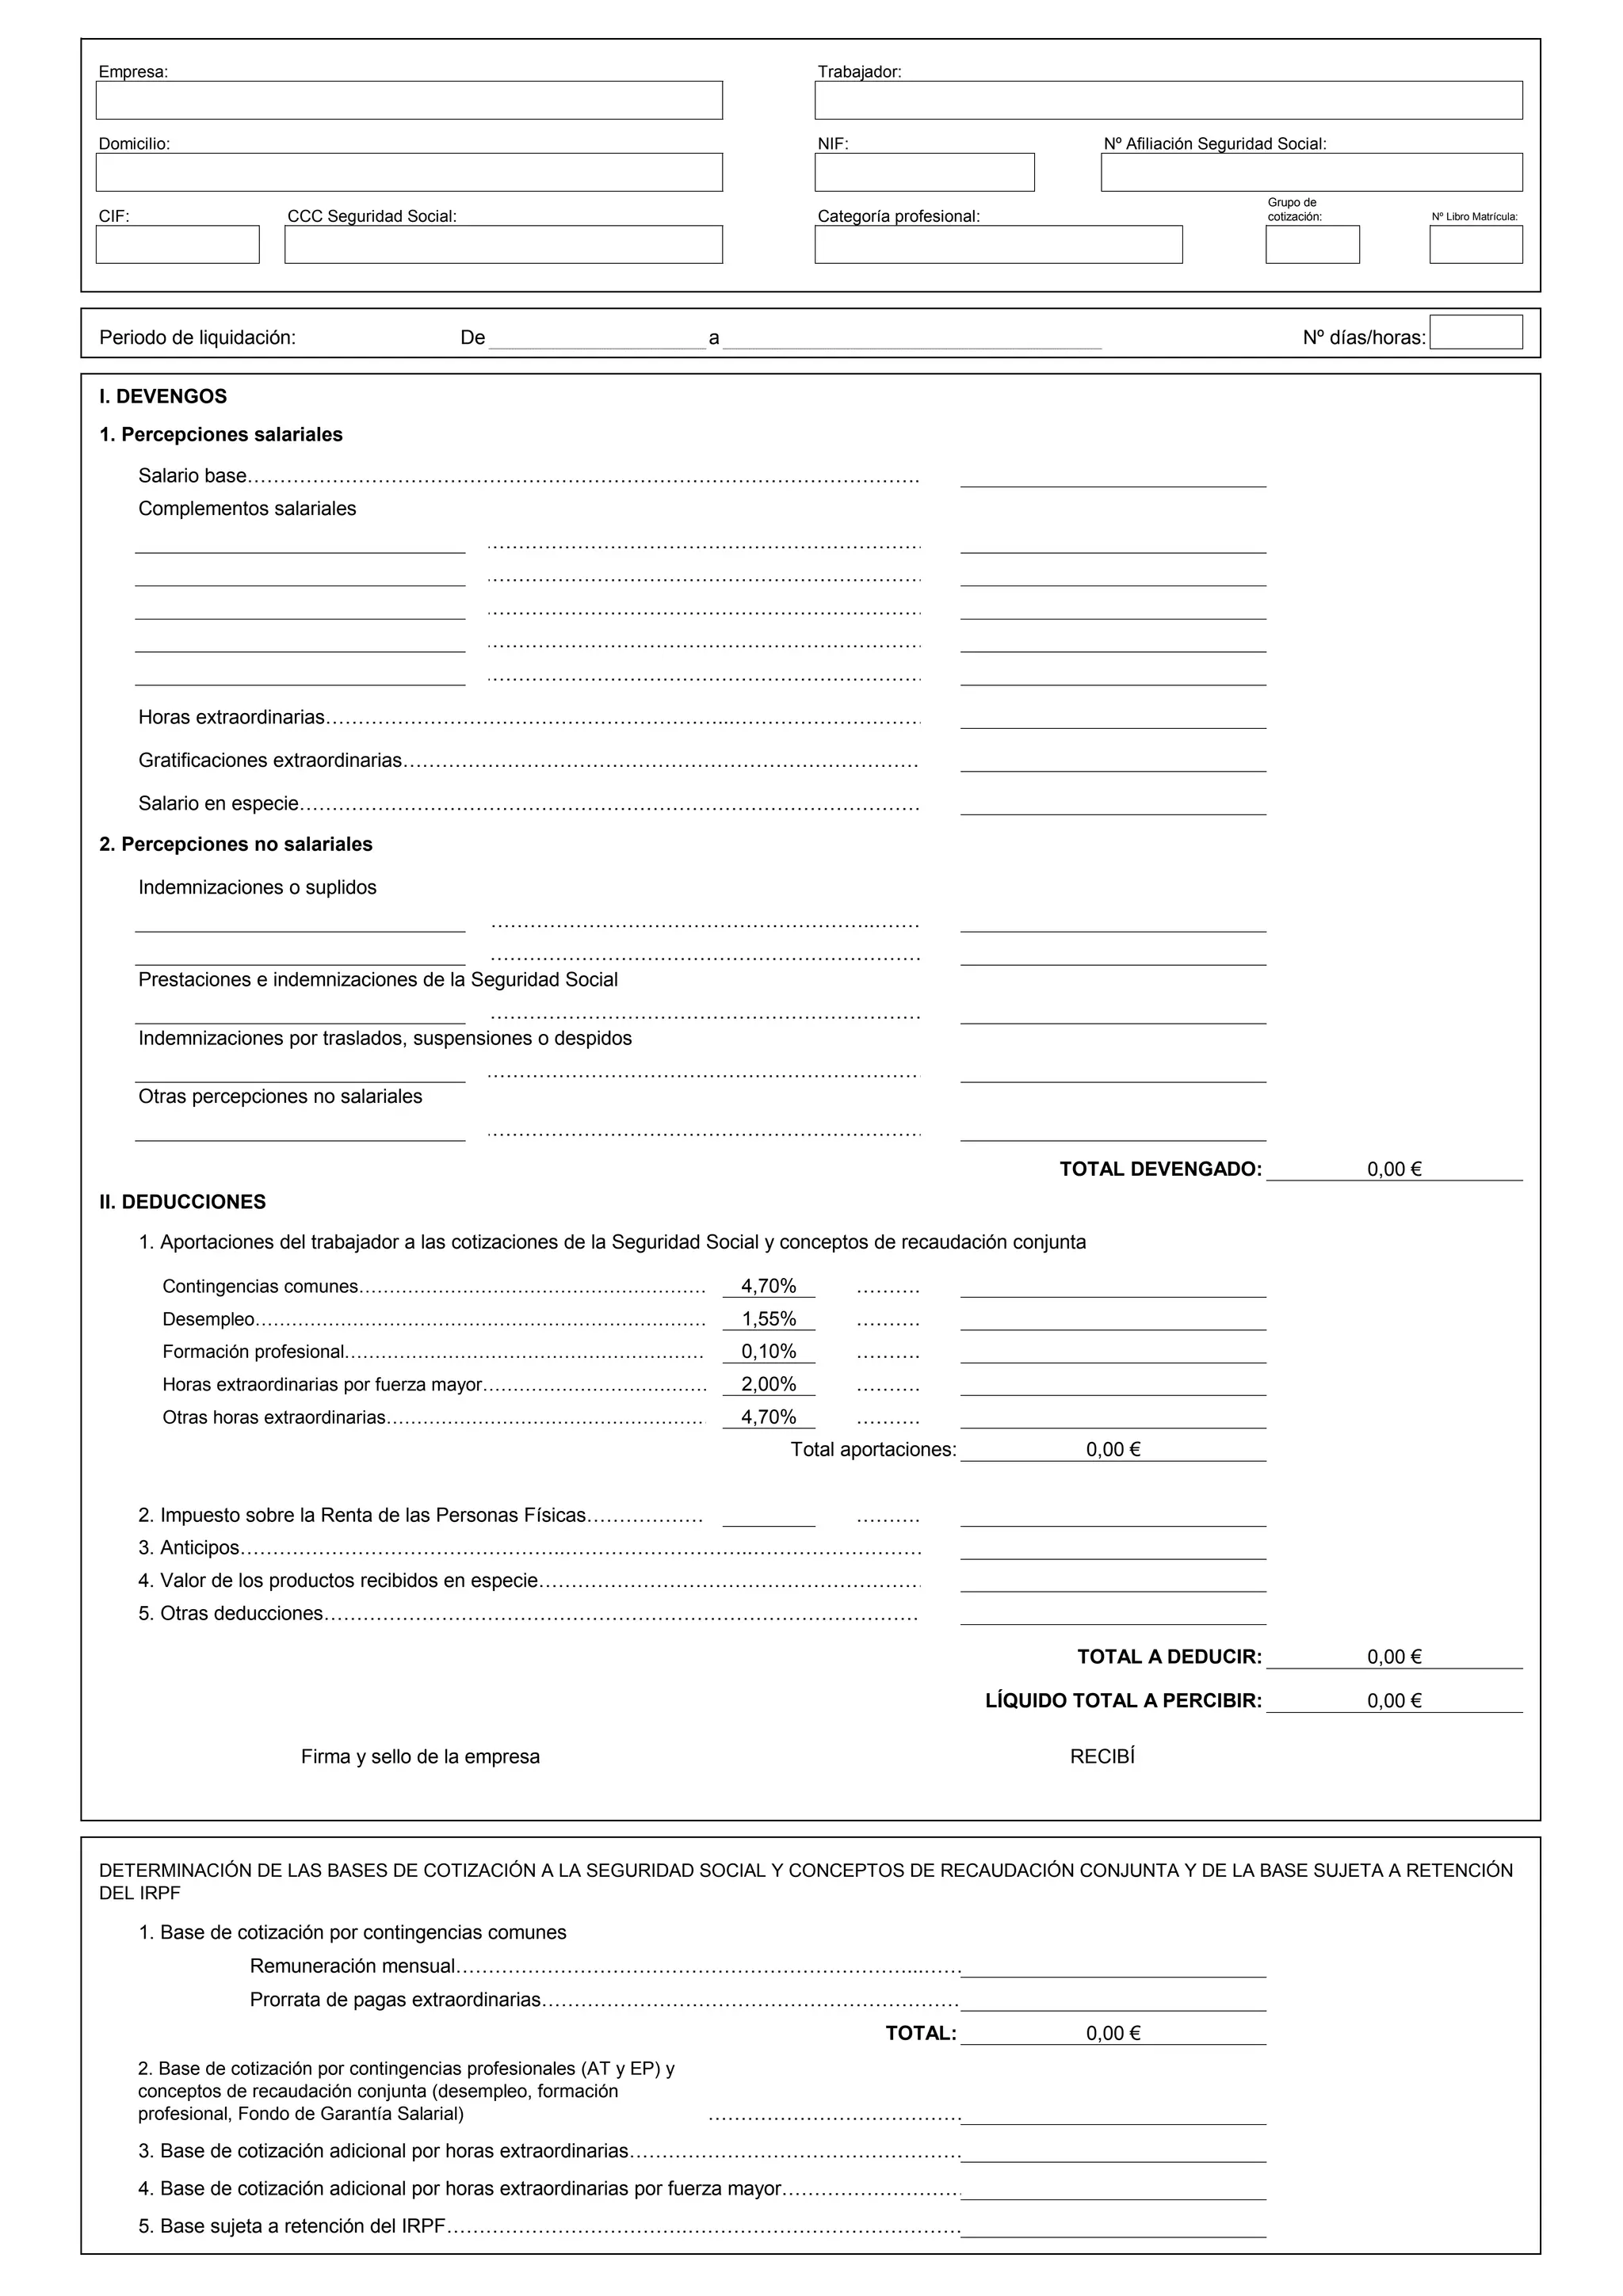 Empresa: Trabajador:
Domicilio: NIF: Nº Afiliación Seguridad Social:
CIF: CCC Seguridad Social: Categoría profesional: Grupo de cotización: Nº Libro Matrícula:
Periodo de liquidación: De a Nº días/horas:
I. DEVENGOS
1. Percepciones salariales
Salario base
Complementos salariales
Horas extraordinarias
Gratificaciones extraordinarias
Salario en especie
2. Percepciones no salariales
Indemnizaciones o suplidos
Prestaciones e indemnizaciones de la Seguridad Social
Indemnizaciones por traslados, suspensiones o despidos
Otras percepciones no salariales
TOTAL DEVENGADO: 0,00 €
II. DEDUCCIONES
1. Aportaciones del trabajador a las cotizaciones de la Seguridad Social y conceptos de recaudación conjunta
Contingencias comunes 4,70%
Desempleo 1,55%
Formación profesional 0,10%
Horas extraordinarias por fuerza mayor 2,00%
Otras horas extraordinarias 4,70%
Total aportaciones: 0,00 €
2. Impuesto sobre la Renta de las Personas Físicas
3. Anticipos
4. Valor de los productos recibidos en especie
5. Otras deducciones
TOTAL A DEDUCIR: 0,00 €
LÍQUIDO TOTAL A PERCIBIR: 0,00 €
Firma y sello de la empresa RECIBÍ
DETERMINACIÓN DE LAS BASES DE COTIZACIÓN A LA SEGURIDAD SOCIAL Y CONCEPTOS DE RECAUDACIÓN CONJUNTA Y DE LA BASE SUJETA A RETENCIÓN
DEL IRPF
1. Base de cotización por contingencias comunes
Remuneración mensual
Prorrata de pagas extraordinarias
TOTAL: 0,00 €
2. Base de cotización por contingencias profesionales (AT y EP) y
conceptos de recaudación conjunta (desempleo, formación
profesional, Fondo de Garantía Salarial)
3. Base de cotización adicional por horas extraordinarias
4. Base de cotización adicional por horas extraordinarias por fuerza mayor
5. Base sujeta a retención del IRPF